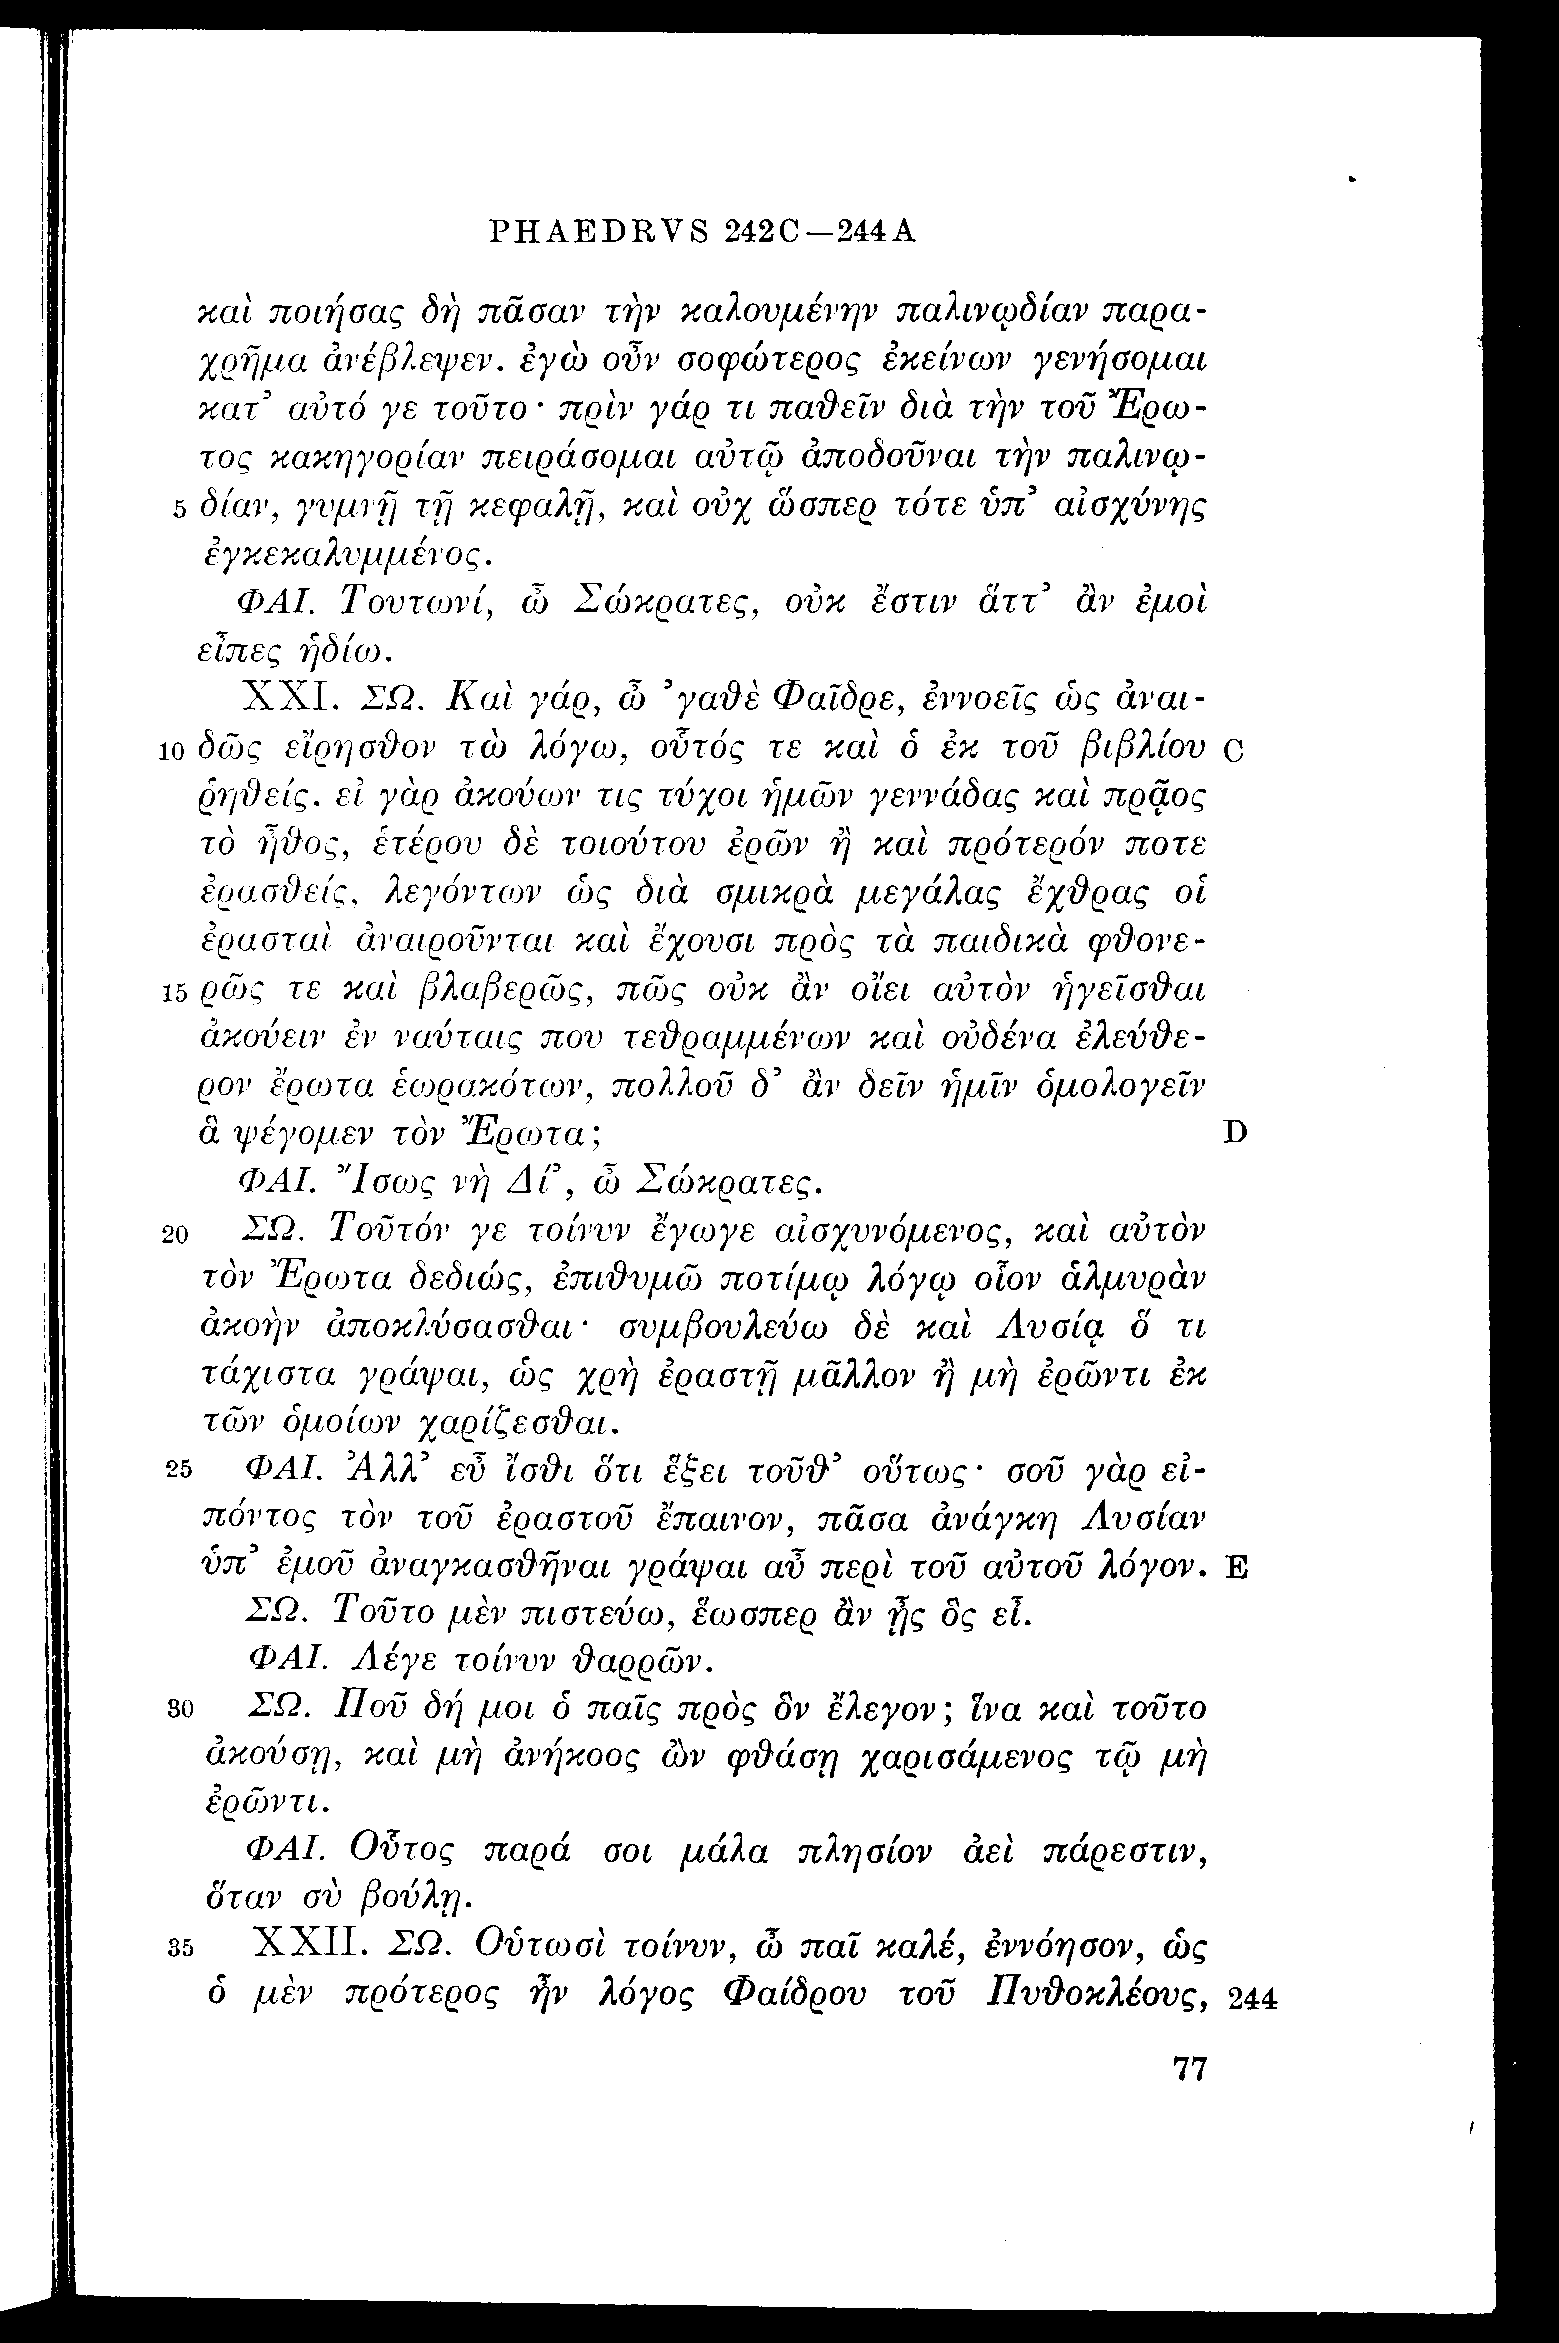 PHAEDRVS 242C—244A
καὶ ποιήσας δὴ πᾶσαν τὴν καλουμένην παλινῳδίαν παρα-
χρῆμα ἀνέβλεψεν. ἐγὼ οὖν σοφώτερος ἐκείνων γενήσομαι
κατ’ αὐτό γε τοῦτο· πρὶν γάρ τι παθεῖν διὰ τὴν τοῦ Ἔρω-
τος κακηγορίαν πειράσομαι αὐτῷ ἀποδοῦναι τὴν παλινῳ-
5 δίαν, γυμνῇ τῇ κεφαλῇ, καὶ οὐχ ὥσπερ τότε ὑπ’ αἰσχύνης
ἐγκεκαλυμμένος.
ΦΑΙ. Τουτωνί, ὦ Σώκρατες, οὐκ ἔστιν ἅττ’ ἂν ἐμοὶ
εἶπες ἡδίω.
XXI. ΣΩ. Καὶ γάρ, ὦ ’γαθὲ Φαῖδρε, ἐννοεῖς ὡς ἀναι-
10 δῶς εἴρησθον τὼ λόγω, οὗτός τε καὶ ὁ ἐκ τοῦ βιβλίου C
ῥηθείς. εἰ γὰρ ἀκούων τις τύχοι ἡμῶν γεννάδας καὶ πρᾷος
τὸ ἦθος, ἑτέρου δὲ τοιούτου ἐρῶν ἢ καὶ πρότερόν ποτε
ἐρασθείς, λεγόντων ὡς διὰ σμικρὰ μεγάλας ἔχθρας οἱ
ἐρασταὶ ἀναιροῦνται καὶ ἔχουσι πρὸς τὰ παιδικὰ φθονε-
15 ρῶς τε καὶ βλαβερῶς, πῶς οὐκ ἂν οἴει αὐτὸν ἡγεῖσθαι
ἀκούειν ἐν ναύταις που τεθραμμένων καὶ οὐδένα ἐλεύθε-
ρον ἔρωτα ἑωρακότων, πολλοῦ δ’ ἂν δεῖν ἡμῖν ὁμολογεῖν
ἃ ψέγομεν τὸν Ἔρωτα; D
ΦΑΙ. Ἴσως νὴ Δί’, ὦ Σώκρατες.
20 ΣΩ. Τοῦτόν γε τοίνυν ἔγωγε αἰσχυνόμενος, καὶ αὐτὸν
τὸν Ἔρωτα δεδιώς, ἐπιθυμῶ ποτίμῳ λόγῳ οἷον ἁλμυρὰν
ἀκοὴν ἀποκλύσασθαι· συμβουλεύω δὲ καὶ Λυσίᾳ ὅ τι
τάχιστα γράψαι, ὡς χρὴ ἐραστῇ μᾶλλον ἢ μὴ ἐρῶντι ἐκ
τῶν ὁμοίων χαρίζεσθαι.
25 ΦΑΙ. Ἀλλ’ εὖ ἴσθι ὅτι ἕξει τοῦθ’ οὕτως· σοῦ γὰρ εἰ-
πόντος τὸν τοῦ ἐραστοῦ ἔπαινον, πᾶσα ἀνάγκη Λυσίαν
ὑπ’ ἐμοῦ ἀναγκασθῆναι γράψαι αὖ περὶ τοῦ αὐτοῦ λόγον. E
ΣΩ. Τοῦτο μὲν πιστεύω, ἕωσπερ ἂν ᾖς ὃς εἶ.
ΦΑΙ. Λέγε τοίνυν θαρρῶν.
30 ΣΩ. Ποῦ δή μοι ὁ παῖς πρὸς ὃν ἔλεγον; ἵνα καὶ τοῦτο
ἀκούσῃ, καὶ μὴ ἀνήκοος ὢν φθάσῃ χαρισάμενος τῷ μὴ
ἐρῶντι.
ΦΑΙ. Οὗτος παρά σοι μάλα πλησίον ἀεὶ πάρεστιν,
ὅταν σὺ βούλῃ.
35 XXII. ΣΩ. Οὑτωσὶ τοίνυν, ὦ παῖ καλέ, ἐννόησον, ὡς
ὁ μὲν πρότερος ἦν λόγος Φαίδρου τοῦ Πυθοκλέους, 244
77